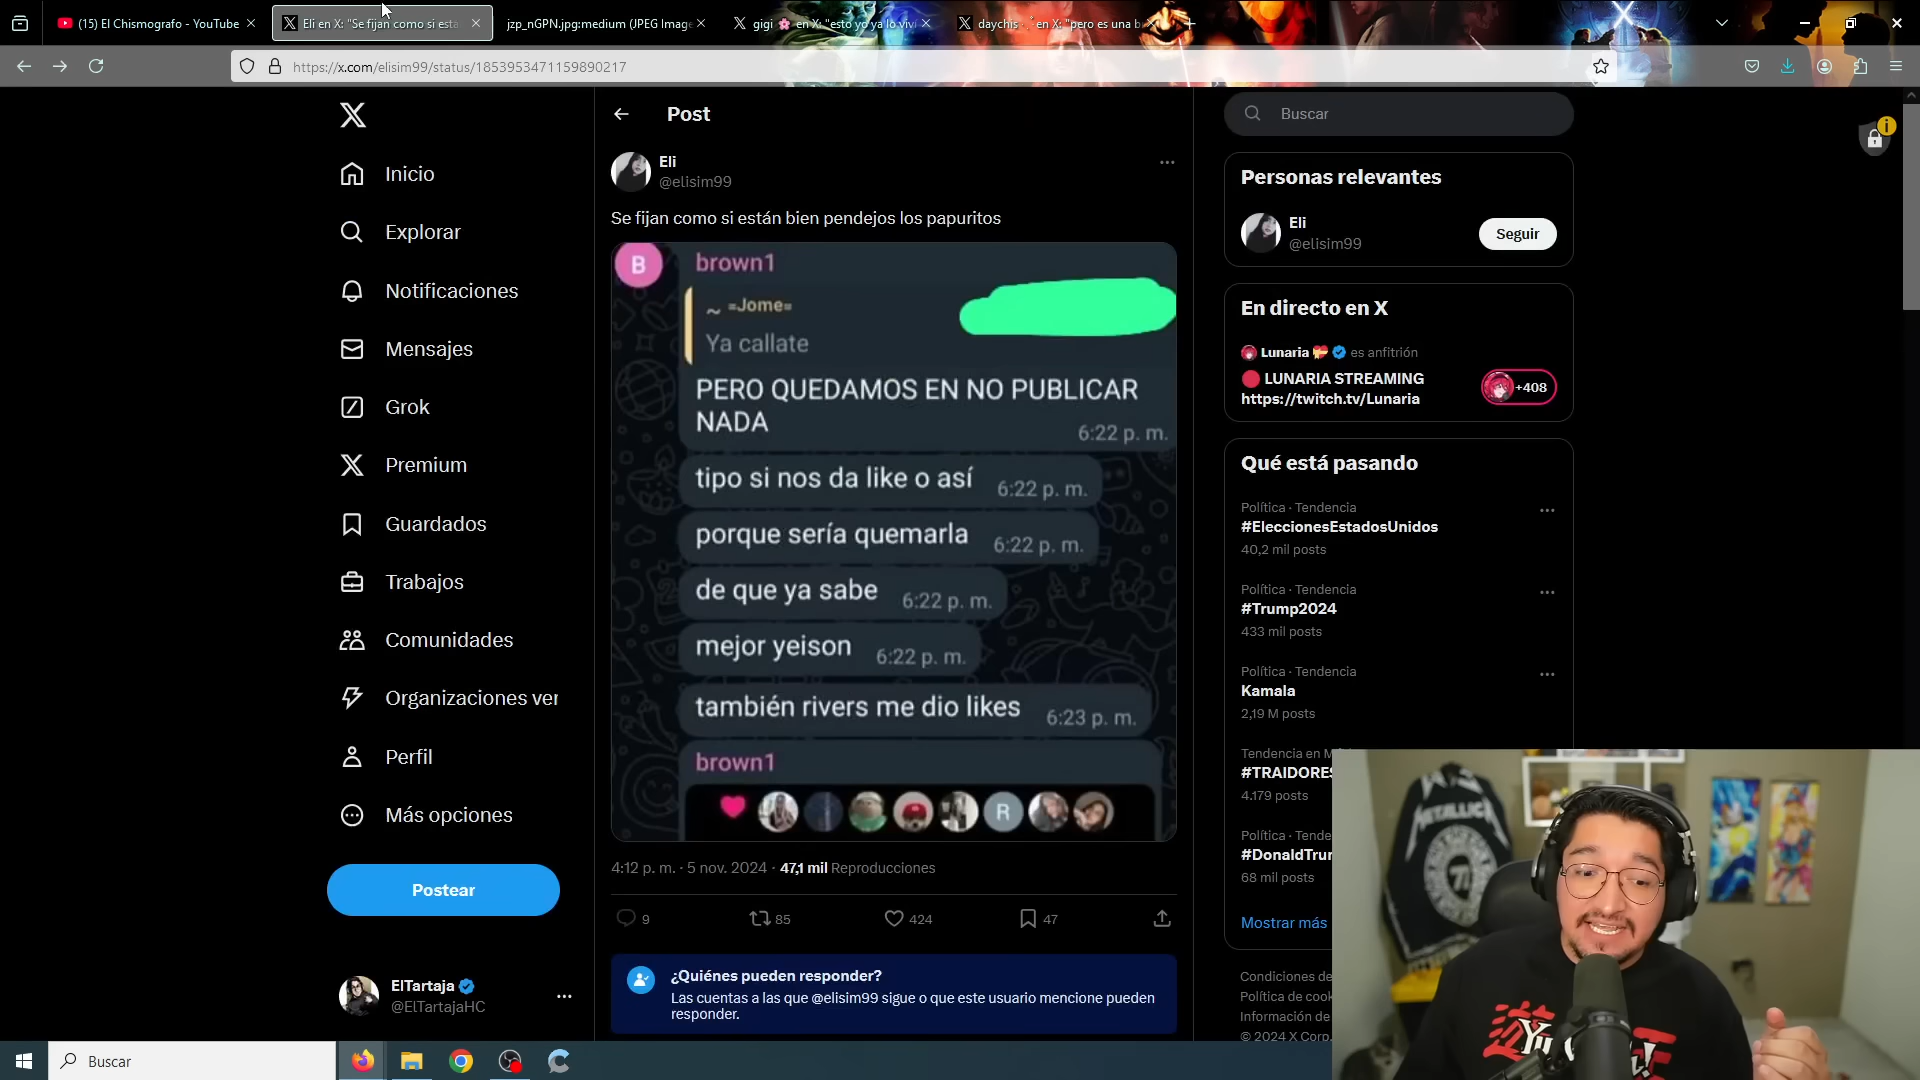 (15) El Chismografo - YouTube
Eli en X: "Se fijan como si esta
jzp_nGPN.jpg:medium (JPEG Image
gigi 🌸 en X: "esto yo ya lo viví
daychis · ˚ en X: "pero es una b
https://x.com/elisim99/status/1853953471159890217
Inicio
Explorar
Notificaciones
Mensajes
Grok
Premium
Guardados
Trabajos
Comunidades
Organizaciones ver
Perfil
Más opciones
Postear
ElTartaja
@ElTartajaHC
Post
Eli
@elisim99
Se fijan como si están bien pendejos los papuritos
B
brown1
~ =Jome=
Ya callate
PERO QUEDAMOS EN NO PUBLICAR
NADA
6:22 p. m.
tipo si nos da like o así 6:22 p. m.
porque sería quemarla 6:22 p. m.
de que ya sabe 6:22 p. m.
mejor yeison 6:22 p. m.
también rivers me dio likes 6:23 p. m.
brown1
R
4:12 p. m. · 5 nov. 2024 · 47,1 mil Reproducciones
9 85 424 47
¿Quiénes pueden responder?
Las cuentas a las que @elisim99 sigue o que este usuario mencione pueden
responder.
Buscar
Personas relevantes
Eli
@elisim99
Seguir
En directo en X
Lunaria es anfitrión
LUNARIA STREAMING
https://twitch.tv/Lunaria
+408
Qué está pasando
Política · Tendencia
#EleccionesEstadosUnidos
40,2 mil posts
Política · Tendencia
#Trump2024
433 mil posts
Política · Tendencia
Kamala
2,19 M posts
Tendencia en M
#TRAIDORES
4.179 posts
Política · Tende
#DonaldTrum
68 mil posts
Mostrar más
Condiciones de
Política de cook
Información de
© 2024 X Corp.
METALLICA
Buscar